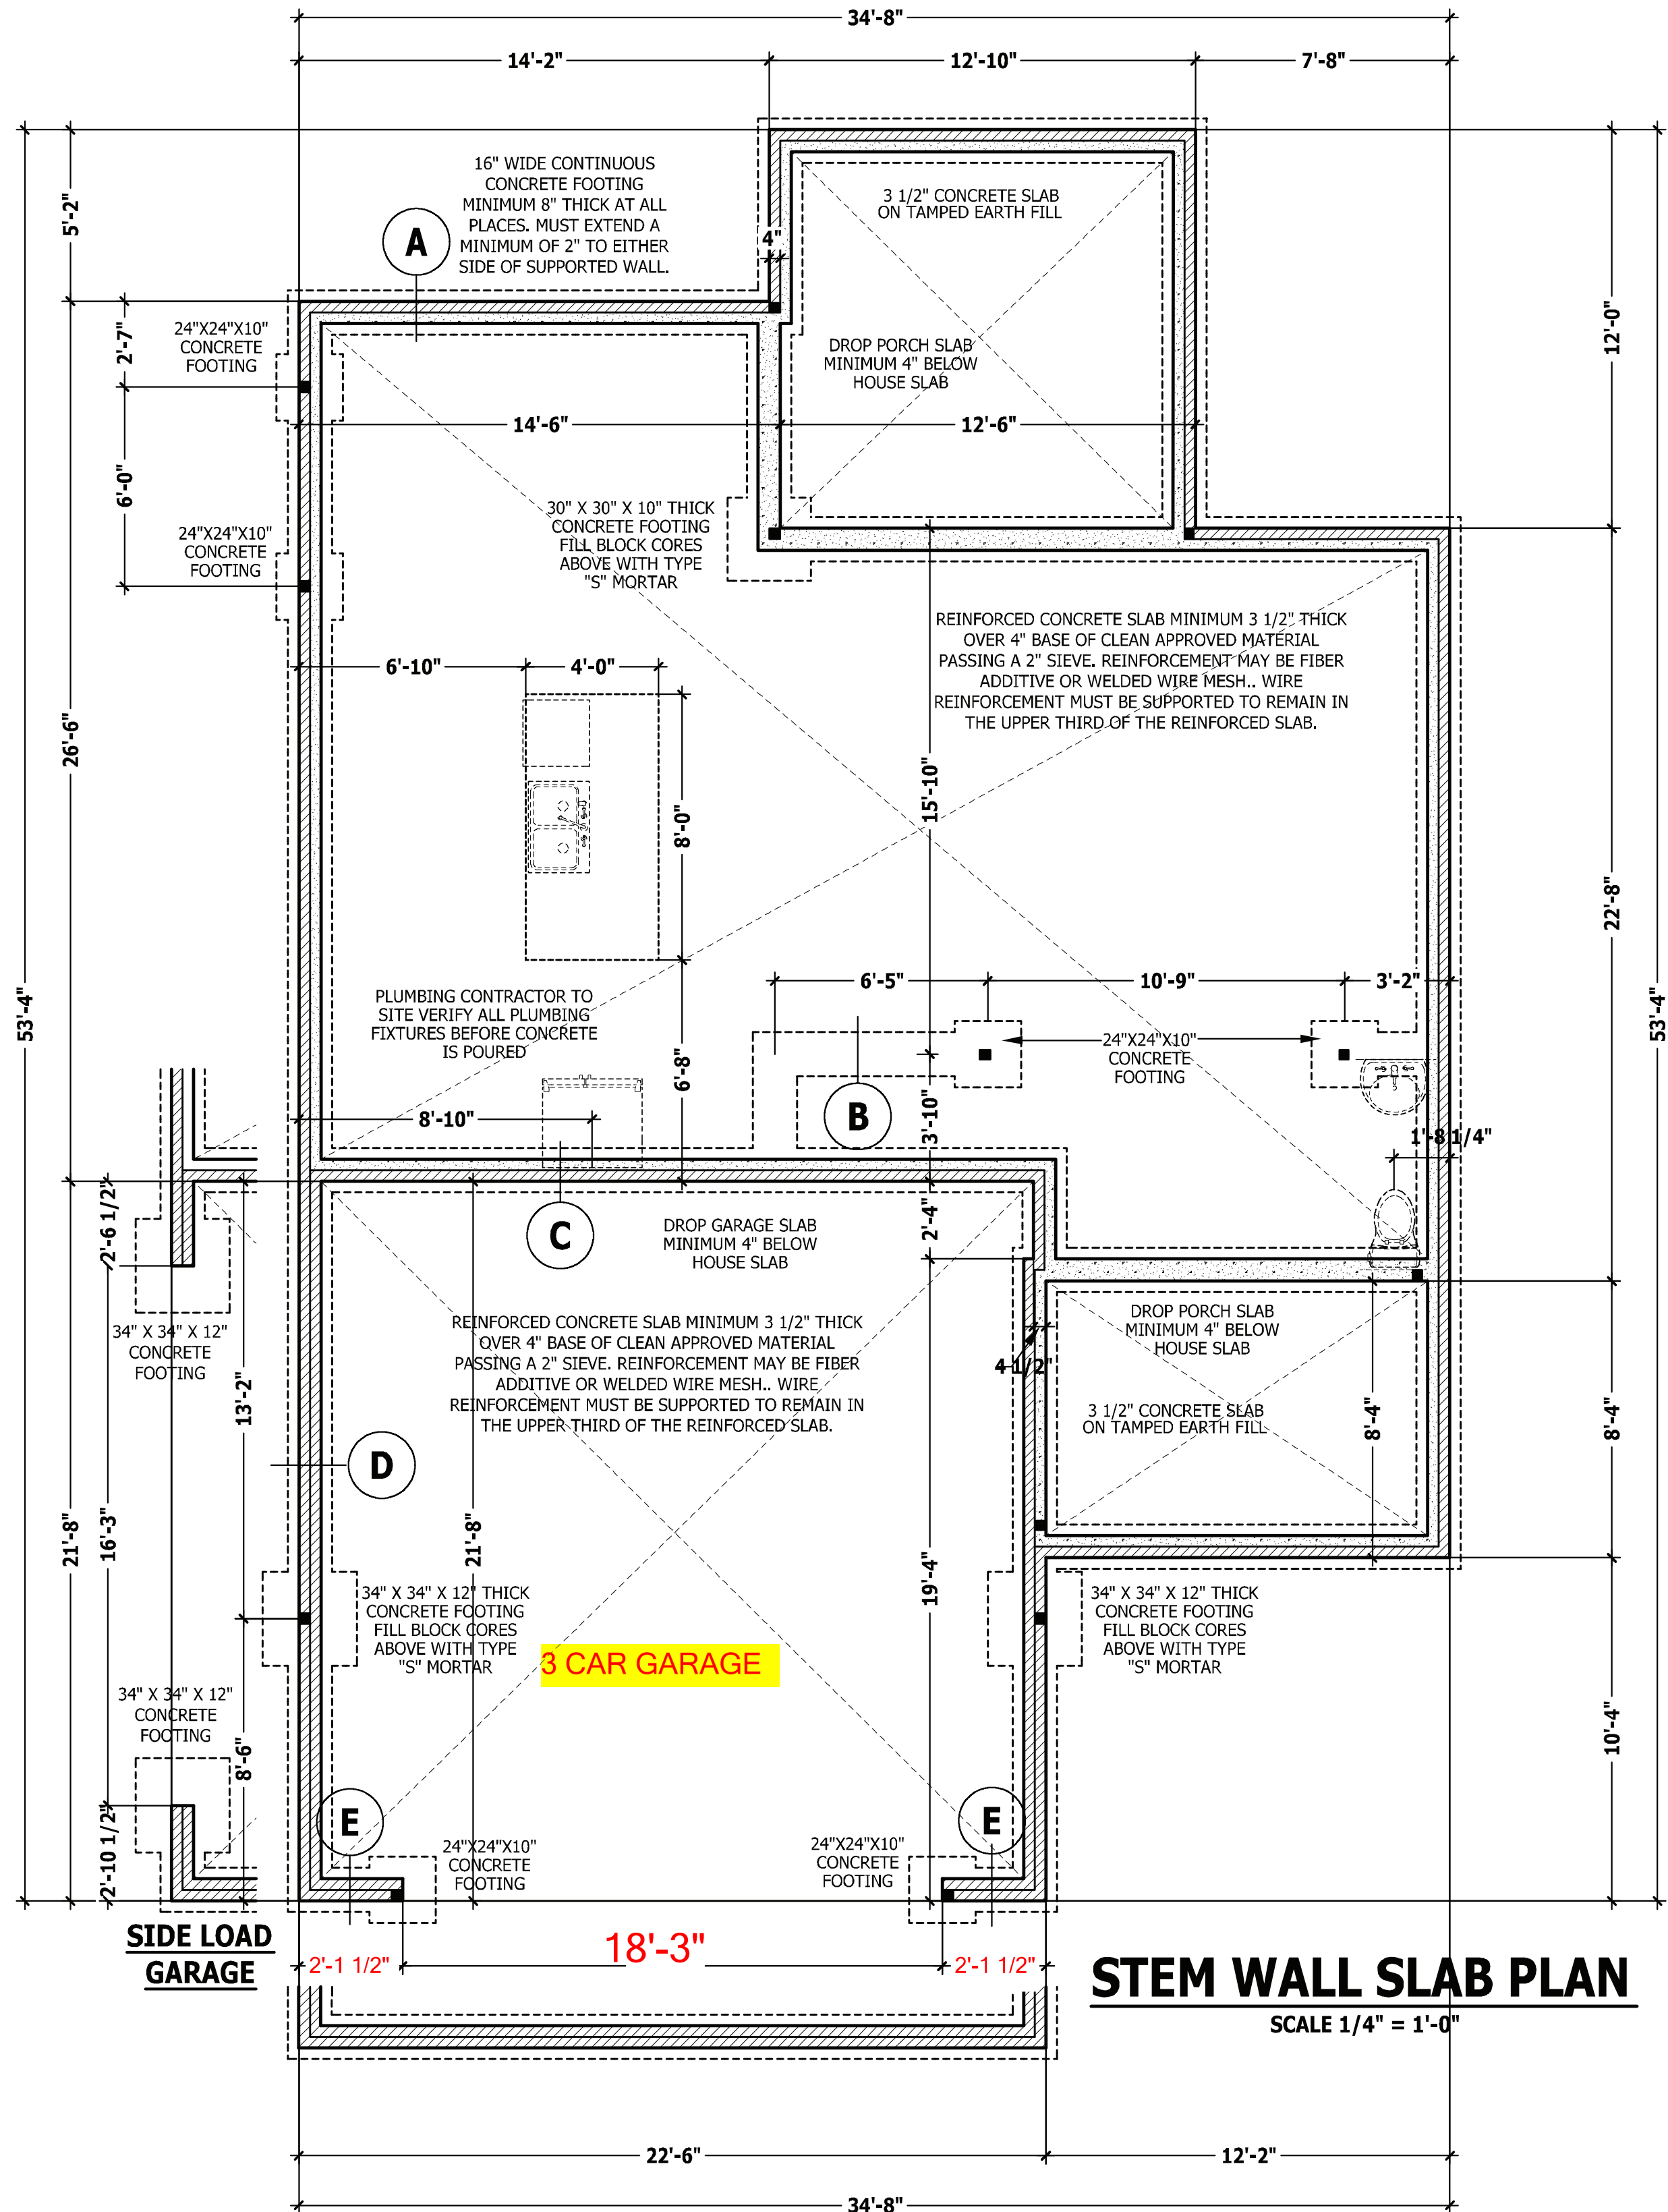 34'-8"
14'-2"
12'-10"
7'-8"
16" WIDE CONTINUOUS
CONCRETE FOOTING
MINIMUM 8" THICK AT ALL
PLACES. MUST EXTEND A
MINIMUM OF 2" TO EITHER
SIDE OF SUPPORTED WALL.
A
5'-2"
4"
3 1/2" CONCRETE SLAB
ON TAMPED EARTH FILL
24"X24"X10"
CONCRETE
FOOTING
2'-7"
12'-0"
DROP PORCH SLAB
MINIMUM 4" BELOW
HOUSE SLAB
14'-6"
12'-6"
6'-0"
24"X24"X10"
CONCRETE
FOOTING
30" X 30" X 10" THICK
CONCRETE FOOTING
FILL BLOCK CORES
ABOVE WITH TYPE
"S" MORTAR
REINFORCED CONCRETE SLAB MINIMUM 3 1/2" THICK
OVER 4" BASE OF CLEAN APPROVED MATERIAL
PASSING A 2" SIEVE. REINFORCEMENT MAY BE FIBER
ADDITIVE OR WELDED WIRE MESH.. WIRE
REINFORCEMENT MUST BE SUPPORTED TO REMAIN IN
THE UPPER THIRD OF THE REINFORCED SLAB.
6'-10"
4'-0"
26'-6"
15'-10"
8'-0"
22'-8"
6'-5"
10'-9"
3'-2"
53'-4"
53'-4"
PLUMBING CONTRACTOR TO
SITE VERIFY ALL PLUMBING
FIXTURES BEFORE CONCRETE
IS POURED
24"X24"X10"
CONCRETE
FOOTING
6'-8"
8'-10"
B
3'-10"
1'-8 1/4"
2'-6 1/2"
C
2'-4"
DROP GARAGE SLAB
MINIMUM 4" BELOW
HOUSE SLAB
34" X 34" X 12"
CONCRETE
FOOTING
REINFORCED CONCRETE SLAB MINIMUM 3 1/2" THICK
OVER 4" BASE OF CLEAN APPROVED MATERIAL
PASSING A 2" SIEVE. REINFORCEMENT MAY BE FIBER
ADDITIVE OR WELDED WIRE MESH.. WIRE
REINFORCEMENT MUST BE SUPPORTED TO REMAIN IN
THE UPPER THIRD OF THE REINFORCED SLAB.
DROP PORCH SLAB
MINIMUM 4" BELOW
HOUSE SLAB
4 1/2"
13'-2"
3 1/2" CONCRETE SLAB
ON TAMPED EARTH FILL
8'-4"
8'-4"
D
21'-8"
16'-3"
21'-8"
19'-4"
34" X 34" X 12" THICK
CONCRETE FOOTING
FILL BLOCK CORES
ABOVE WITH TYPE
"S" MORTAR
34" X 34" X 12" THICK
CONCRETE FOOTING
FILL BLOCK CORES
ABOVE WITH TYPE
"S" MORTAR
3 CAR GARAGE
34" X 34" X 12"
CONCRETE
FOOTING
8'-6"
10'-4"
2'-10 1/2"
E
E
24"X24"X10"
CONCRETE
FOOTING
24"X24"X10"
CONCRETE
FOOTING
SIDE LOAD
GARAGE
2'-1 1/2"
18'-3"
2'-1 1/2"
STEM WALL SLAB PLAN
SCALE 1/4" = 1'-0"
22'-6"
12'-2"
34'-8"